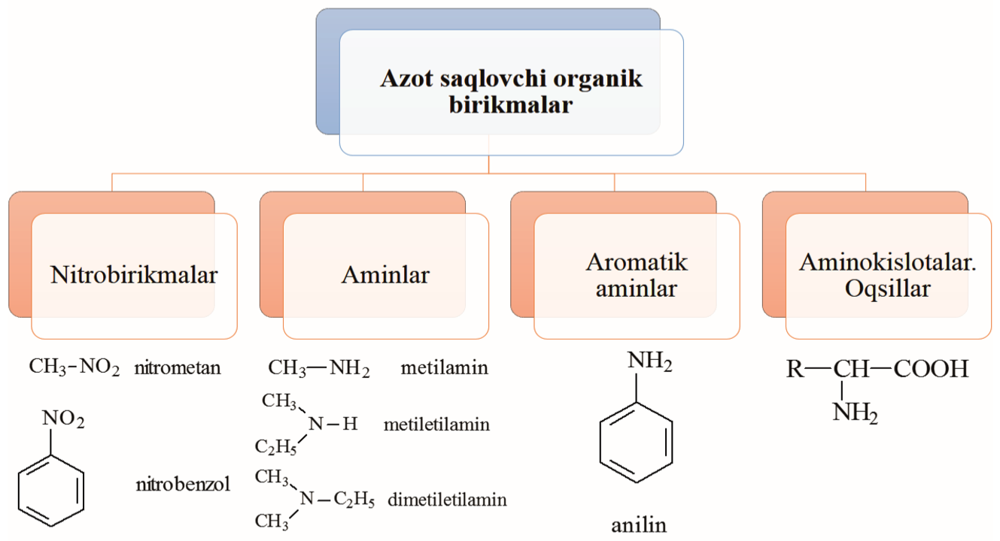 Azot saqlovchi organik
birikmalar
Nitrobirikmalar
Aminlar
Aromatik
aminlar
Aminokislotalar.
Oqsillar
CH₃–NO₂ nitrometan
NO₂
nitrobenzol
CH₃—NH₂ metilamin
CH₃
N–H metiletilamin
C₂H₅
CH₃
N–C₂H₅ dimetiletilamin
CH₃
NH₂
anilin
R—CH—COOH
NH₂